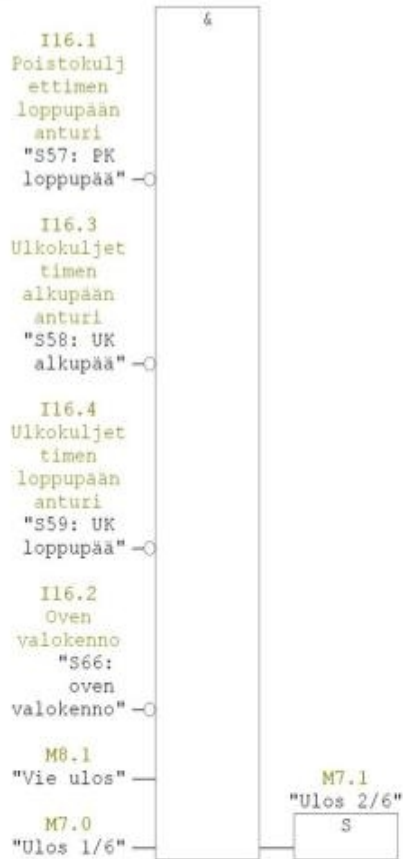 &
I16.1
Poistokulj
ettimen
loppupään
anturi
"S57: PK
loppupää"
I16.3
Ulkokuljet
timen
alkupään
anturi
"S58: UK
alkupää"
I16.4
Ulkokuljet
timen
loppupään
anturi
"S59: UK
loppupää"
I16.2
Oven
valokenno
"S66:
oven
valokenno"
M8.1
"Vie ulos"
M7.0
"Ulos 1/6"
M7.1
"Ulos 2/6"
S